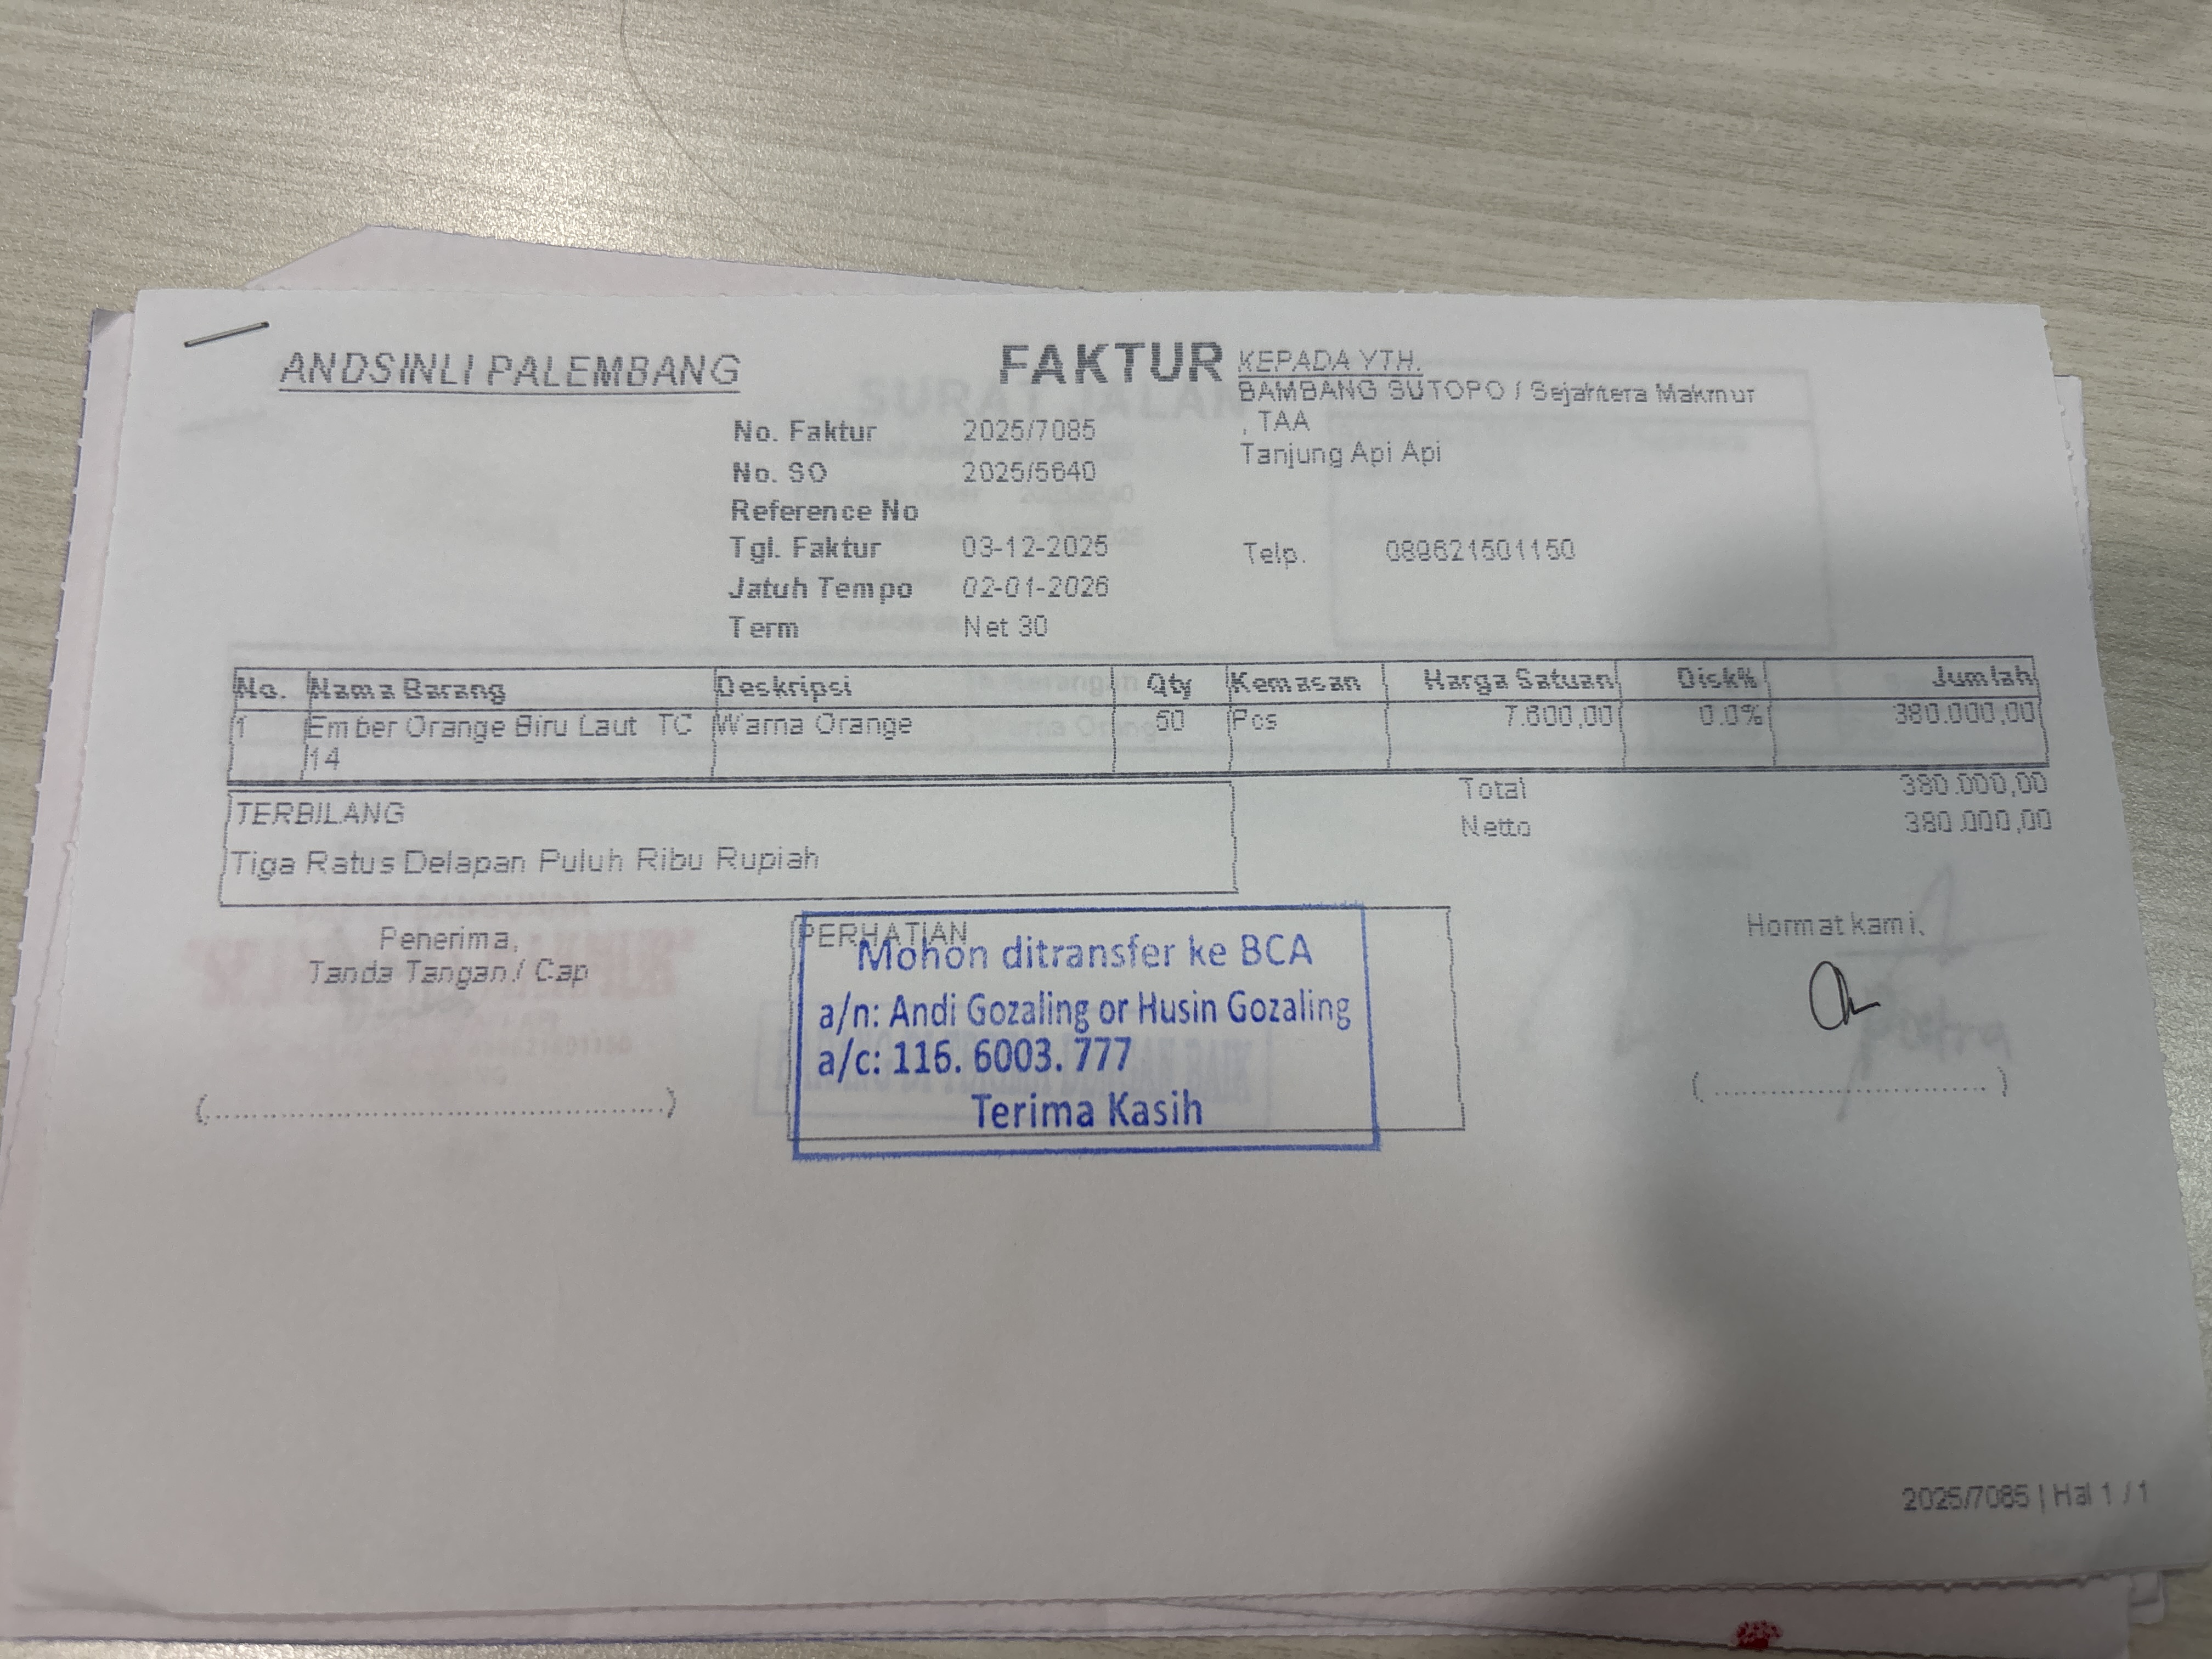 ANDSINLI PALEMBANG
FAKTUR
KEPADA YTH.
BAMBANG SUTOPO / Sejahtera Makmur
, TAA
Tanjung Api Api
Telp. 089621501150
No. Faktur 2025/7085
No. SO 2025/5640
Reference No
Tgl. Faktur 03-12-2025
Jatuh Tempo 02-01-2026
Term Net 30
No. Nama Barang Deskripsi Qty Kemasan Harga Satuan Disk% Jumlah
1 Ember Orange Biru Laut TC 14 Warna Orange 50 Pcs 7.600,00 0.0% 380.000,00
Total 380.000,00
Netto 380.000,00
TERBILANG
Tiga Ratus Delapan Puluh Ribu Rupiah
Penerima,
Tanda Tangan / Cap
(..............................................)
PERHATIAN
Mohon ditransfer ke BCA
a/n: Andi Gozaling or Husin Gozaling
a/c: 116. 6003. 777
Terima Kasih
Hormat kami,
(..............................)
2025/7085 | Hal 1 / 1